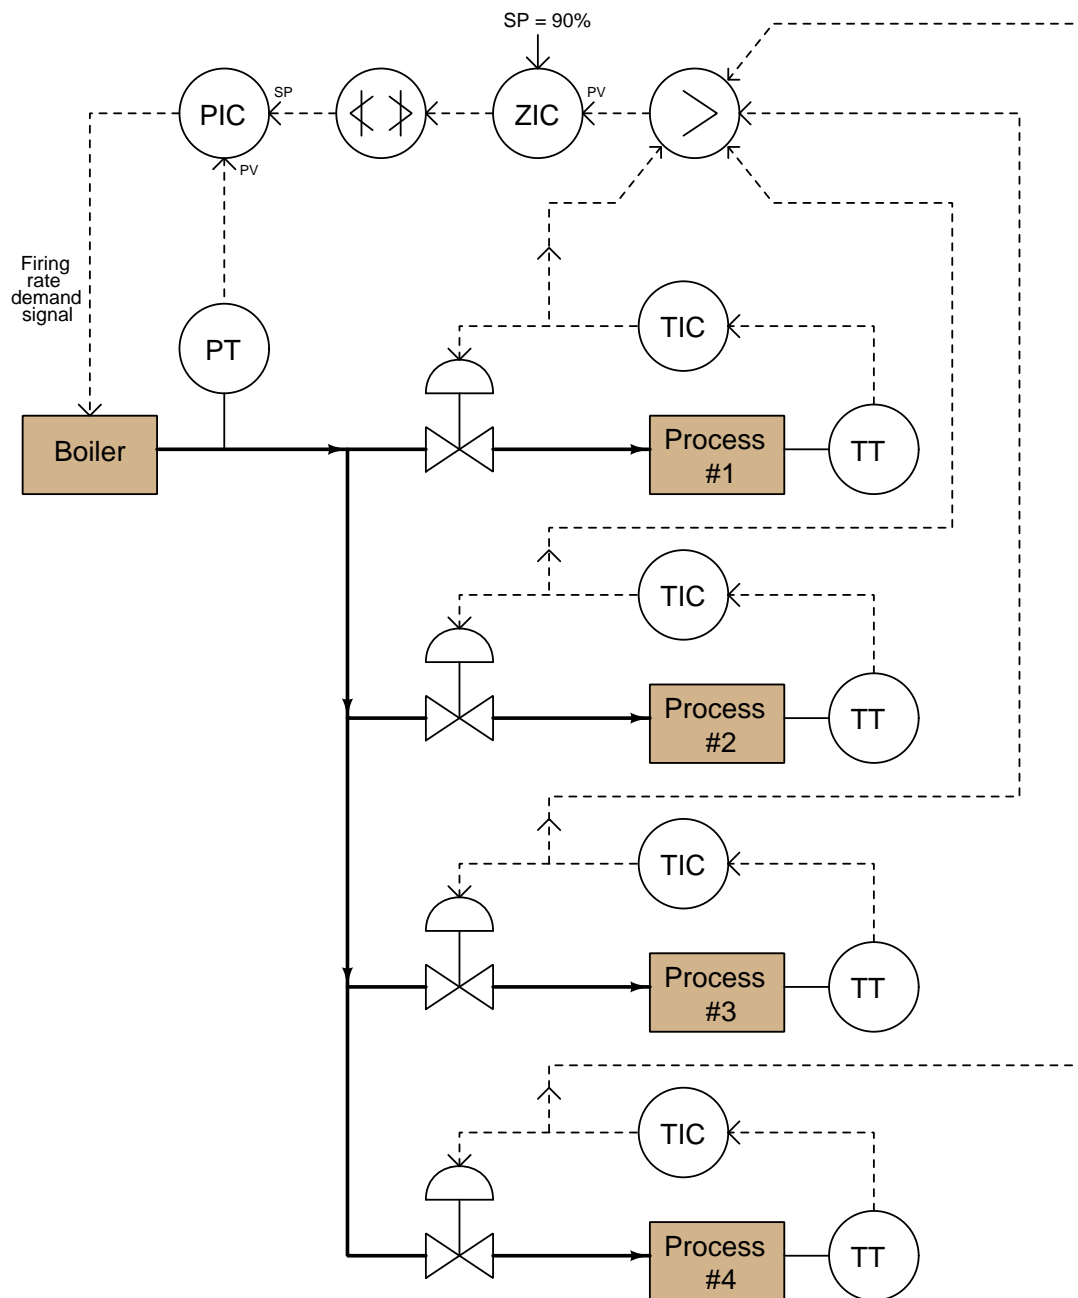 SP = 90%
PIC
SP
ZIC
PV
>
PV
Firing
rate
demand
signal
PT
TIC
Boiler
Process
#1
TT
TIC
Process
#2
TT
TIC
Process
#3
TT
TIC
Process
#4
TT